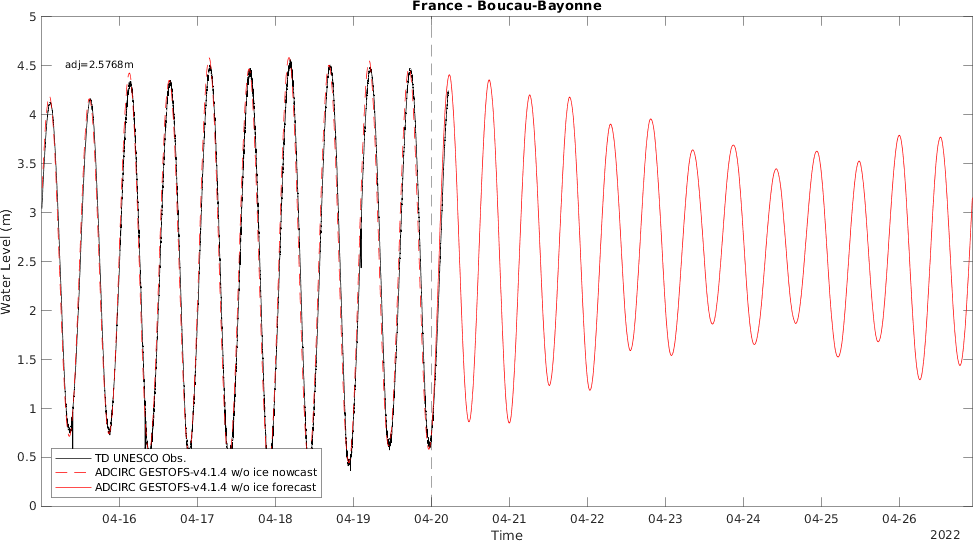 France - Boucau-Bayonne
5
4.5
4
3.5
3
2.5
2
1.5
1
0.5
0
Water Level (m)
adj=2.5768m
TD UNESCO Obs.
ADCIRC GESTOFS-v4.1.4 w/o ice nowcast
ADCIRC GESTOFS-v4.1.4 w/o ice forecast
04-16 04-17 04-18 04-19 04-20 04-21 04-22 04-23 04-24 04-25 04-26
Time
2022